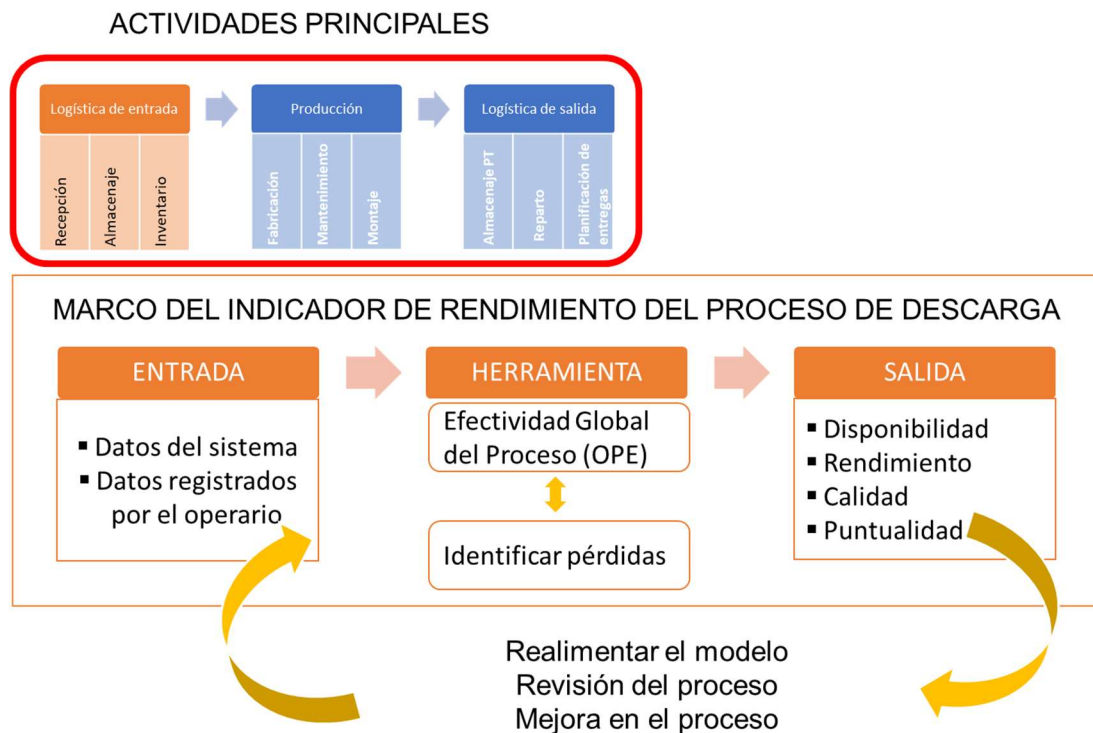 ACTIVIDADES PRINCIPALES
Logística de entrada
Recepción
Almacenaje
Inventario
Producción
Fabricación
Mantenimiento
Montaje
Logística de salida
Almacenaje PT
Reparto
Planificación de
entregas
MARCO DEL INDICADOR DE RENDIMIENTO DEL PROCESO DE DESCARGA
ENTRADA
▪ Datos del sistema
▪ Datos registrados
por el operario
HERRAMIENTA
Efectividad Global
del Proceso (OPE)
Identificar pérdidas
SALIDA
▪ Disponibilidad
▪ Rendimiento
▪ Calidad
▪ Puntualidad
Realimentar el modelo
Revisión del proceso
Mejora en el proceso